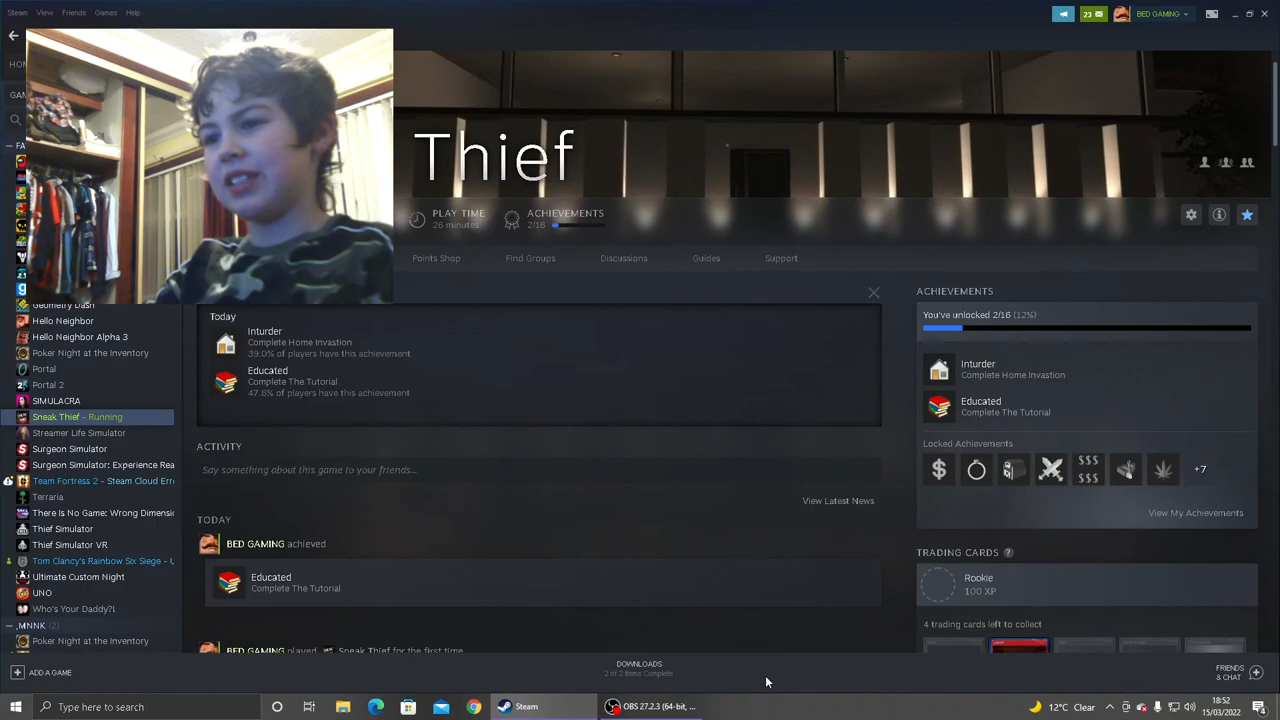 Steam View Friends Games Help
23
BED GAMING
Thief
PLAY TIME
26 minutes
ACHIEVEMENTS
2/16
Points Shop Find Groups Discussions Guides Support
Today
Inturder
Complete Home Invastion
39.0% of players have this achievement
Educated
Complete The Tutorial
47.6% of players have this achievement
ACTIVITY
Say something about this game to your friends...
View Latest News
TODAY
BED GAMING achieved
Educated
Complete The Tutorial
BED GAMING played Sneak Thief for the first time
ACHIEVEMENTS
You've unlocked 2/16 (12%)
Inturder
Complete Home Invastion
Educated
Complete The Tutorial
Locked Achievements
+7
View My Achievements
TRADING CARDS
Rookie
100 XP
4 trading cards left to collect
Geometry Dash
Hello Neighbor
Hello Neighbor Alpha 3
Poker Night at the Inventory
Portal
Portal 2
SIMULACRA
Sneak Thief - Running
Streamer Life Simulator
Surgeon Simulator
Surgeon Simulator: Experience Rea
Team Fortress 2 - Steam Cloud Err
Terraria
There Is No Game: Wrong Dimensi
Thief Simulator
Thief Simulator VR
Tom Clancy's Rainbow Six Siege - U
Ultimate Custom Night
UNO
Who's Your Daddy?!
.MNNK (2)
Poker Night at the Inventory
ADD A GAME
DOWNLOADS
2 of 2 Items Complete
FRIENDS
& CHAT
Type here to search
Steam
OBS 27.2.3 (64-bit, ...
12°C Clear
18:52
15/03/2022